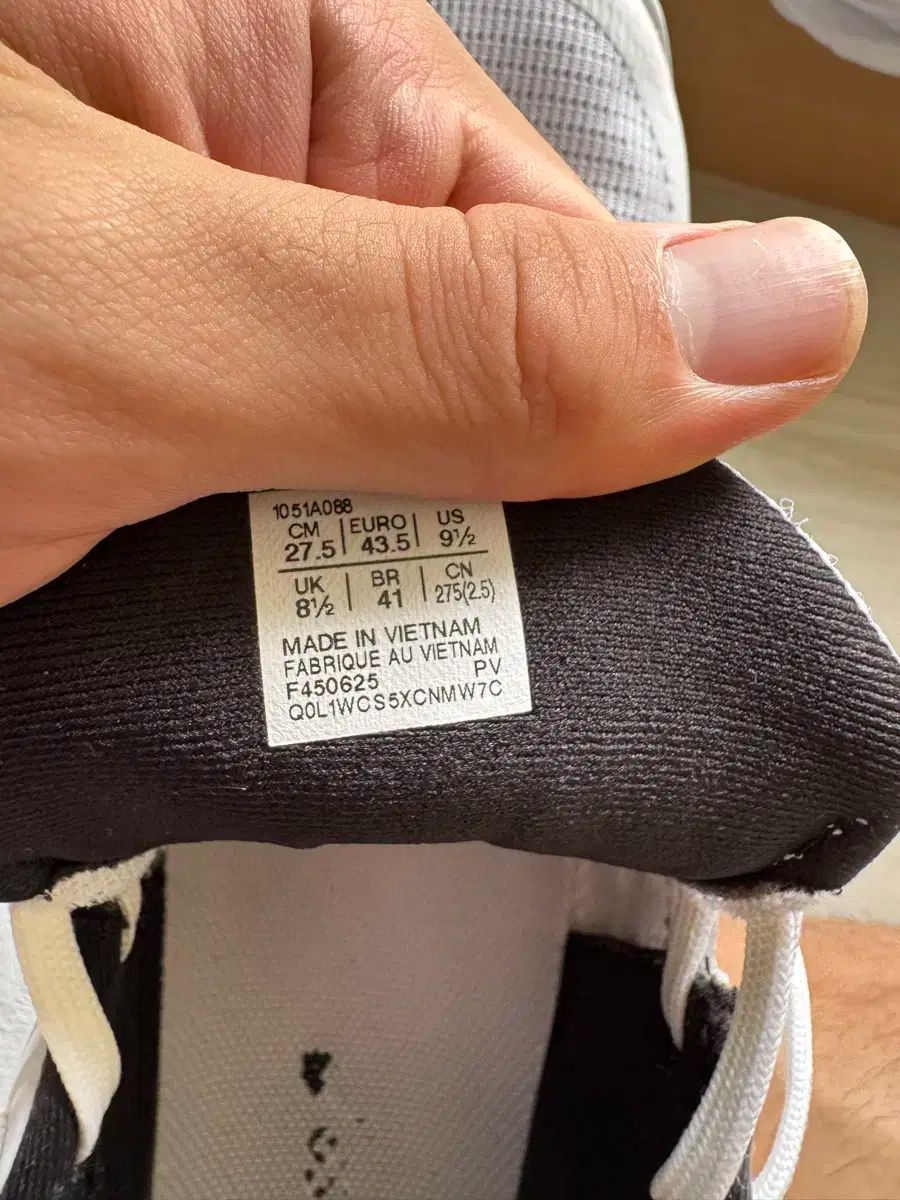 1051A088
CM EURO US
27.5 43.5 9½
UK BR CN
8½ 41 275(2.5)
MADE IN VIETNAM
FABRIQUE AU VIETNAM
F450625 PV
Q0L1WCS5XCNMW7C